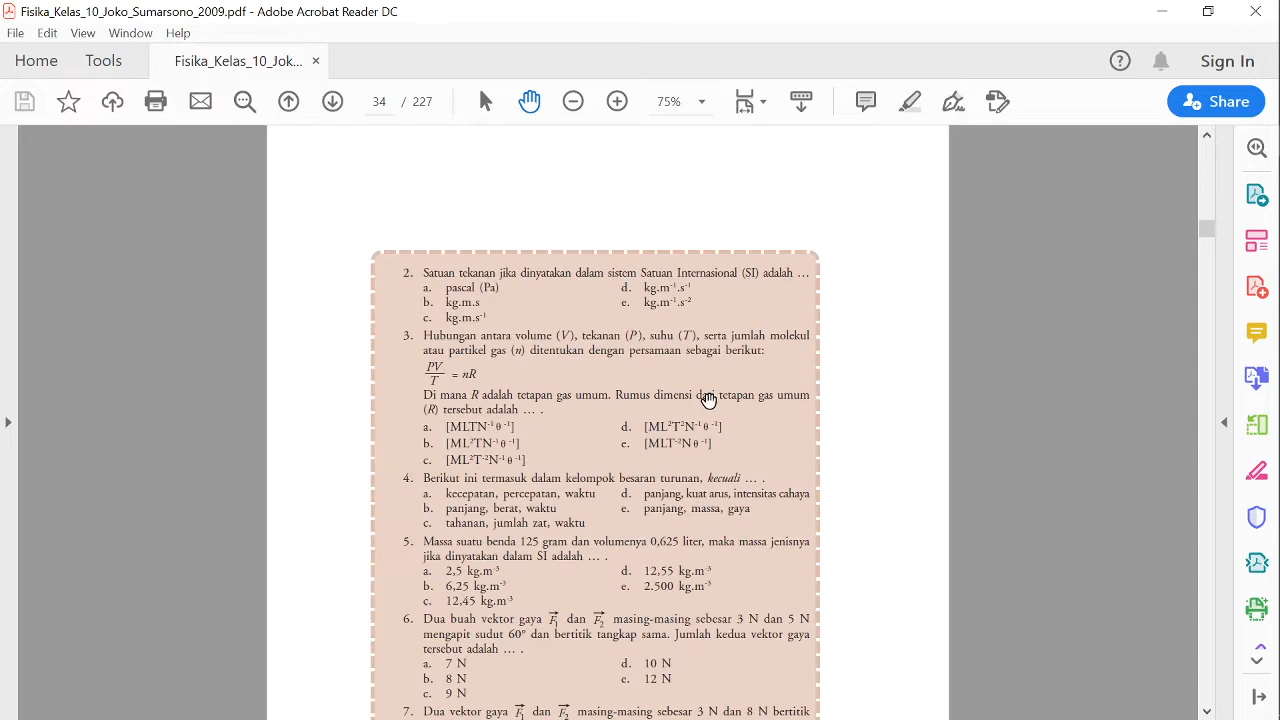 Fisika_Kelas_10_Joko_Sumarsono_2009.pdf - Adobe Acrobat Reader DC
File Edit View Window Help
Home Tools Fisika_Kelas_10_Jok... × Sign In
34 / 227 75% Share
2. Satuan tekanan jika dinyatakan dalam sistem Satuan Internasional (SI) adalah ...
a. pascal (Pa) d. kg.m⁻¹.s⁻¹
b. kg.m.s e. kg.m⁻¹.s⁻²
c. kg.m.s⁻¹
3. Hubungan antara volume (V), tekanan (P), suhu (T), serta jumlah molekul
atau partikel gas (n) ditentukan dengan persamaan sebagai berikut:
PV/T = nR
Di mana R adalah tetapan gas umum. Rumus dimensi dari tetapan gas umum
(R) tersebut adalah ... .
a. [MLTN⁻¹θ⁻¹] d. [ML²T²N⁻¹θ⁻¹]
b. [ML²TN⁻¹θ⁻¹] e. [MLT⁻²Nθ⁻¹]
c. [ML²T⁻²N⁻¹θ⁻¹]
4. Berikut ini termasuk dalam kelompok besaran turunan, kecuali ... .
a. kecepatan, percepatan, waktu d. panjang, kuat arus, intensitas cahaya
b. panjang, berat, waktu e. panjang, massa, gaya
c. tahanan, jumlah zat, waktu
5. Massa suatu benda 125 gram dan volumenya 0,625 liter, maka massa jenisnya
jika dinyatakan dalam SI adalah ... .
a. 2,5 kg.m⁻³ d. 12,55 kg.m⁻³
b. 6,25 kg.m⁻³ e. 2.500 kg.m⁻³
c. 12,45 kg.m⁻³
6. Dua buah vektor gaya F₁ dan F₂ masing-masing sebesar 3 N dan 5 N
mengapit sudut 60° dan bertitik tangkap sama. Jumlah kedua vektor gaya
tersebut adalah ... .
a. 7 N d. 10 N
b. 8 N e. 12 N
c. 9 N
7. Dua vektor gaya F₁ dan F₂ masing-masing sebesar 3 N dan 8 N bertitik